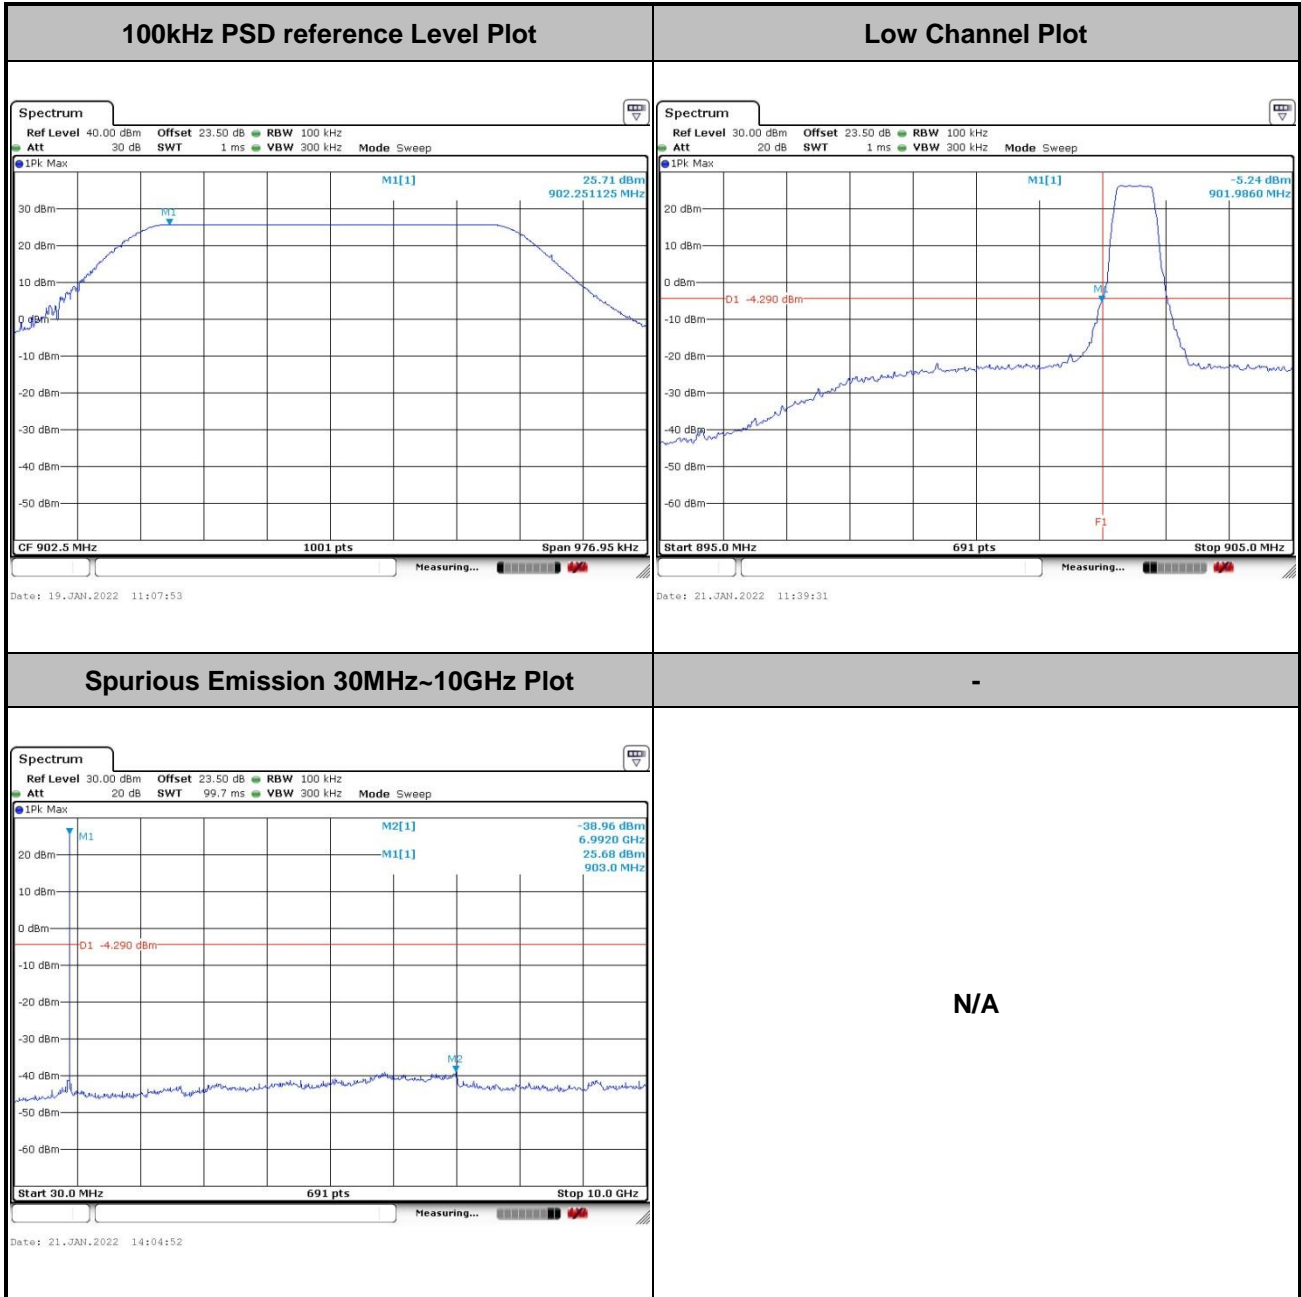 100kHz PSD reference Level Plot
Low Channel Plot
Spectrum
Ref Level 40.00 dBm Offset 23.50 dB RBW 100 kHz
Att 30 dB SWT 1 ms VBW 300 kHz Mode Sweep
1Pk Max
M1[1] 25.71 dBm
902.251125 MHz
M1
30 dBm
20 dBm
10 dBm
0 dBm
-10 dBm
-20 dBm
-30 dBm
-40 dBm
-50 dBm
CF 902.5 MHz 1001 pts Span 976.95 kHz
Measuring...
Date: 19.JAN.2022 11:07:53
Spectrum
Ref Level 30.00 dBm Offset 23.50 dB RBW 100 kHz
Att 20 dB SWT 1 ms VBW 300 kHz Mode Sweep
1Pk Max
M1[1] -5.24 dBm
901.9860 MHz
20 dBm
10 dBm
0 dBm
M1
D1 -4.290 dBm
-10 dBm
-20 dBm
-30 dBm
-40 dBm
-50 dBm
-60 dBm
F1
Start 895.0 MHz 691 pts Stop 905.0 MHz
Measuring...
Date: 21.JAN.2022 11:39:31
Spurious Emission 30MHz~10GHz Plot
-
Spectrum
Ref Level 30.00 dBm Offset 23.50 dB RBW 100 kHz
Att 20 dB SWT 99.7 ms VBW 300 kHz Mode Sweep
1Pk Max
M2[1] -38.96 dBm
6.9920 GHz
M1
M1[1] 25.68 dBm
903.0 MHz
20 dBm
10 dBm
0 dBm
D1 -4.290 dBm
-10 dBm
-20 dBm
-30 dBm
M2
-40 dBm
-50 dBm
-60 dBm
Start 30.0 MHz 691 pts Stop 10.0 GHz
Measuring...
Date: 21.JAN.2022 14:04:52
N/A